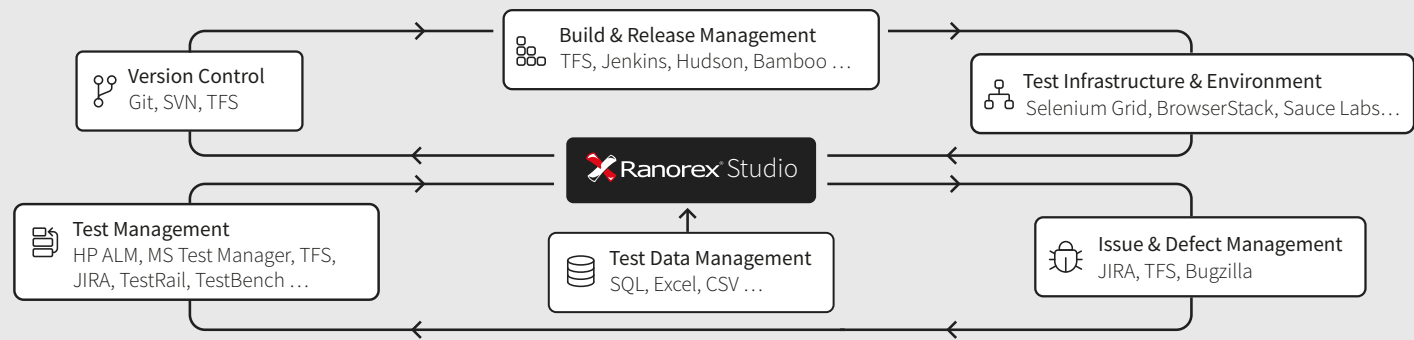 Build & Release Management
TFS, Jenkins, Hudson, Bamboo …
Version Control
Git, SVN, TFS
Test Infrastructure & Environment
Selenium Grid, BrowserStack, Sauce Labs…
Ranorex® Studio
Test Management
HP ALM, MS Test Manager, TFS,
JIRA, TestRail, TestBench …
Test Data Management
SQL, Excel, CSV …
Issue & Defect Management
JIRA, TFS, Bugzilla